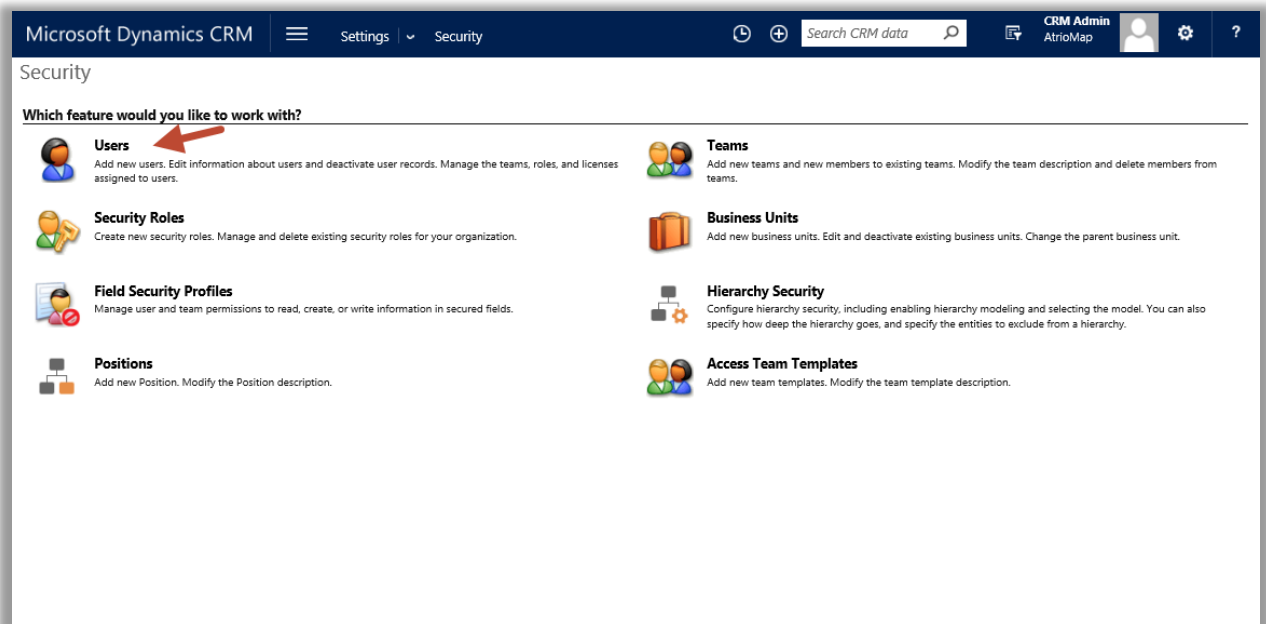 Microsoft Dynamics CRM
Settings
Security
Search CRM data
CRM Admin
AtrioMap
?
Security
Which feature would you like to work with?
Users
Add new users. Edit information about users and deactivate user records. Manage the teams, roles, and licenses
assigned to users.
Teams
Add new teams and new members to existing teams. Modify the team description and delete members from
teams.
Security Roles
Create new security roles. Manage and delete existing security roles for your organization.
Business Units
Add new business units. Edit and deactivate existing business units. Change the parent business unit.
Field Security Profiles
Manage user and team permissions to read, create, or write information in secured fields.
Hierarchy Security
Configure hierarchy security, including enabling hierarchy modeling and selecting the model. You can also
specify how deep the hierarchy goes, and specify the entities to exclude from a hierarchy.
Positions
Add new Position. Modify the Position description.
Access Team Templates
Add new team templates. Modify the team template description.